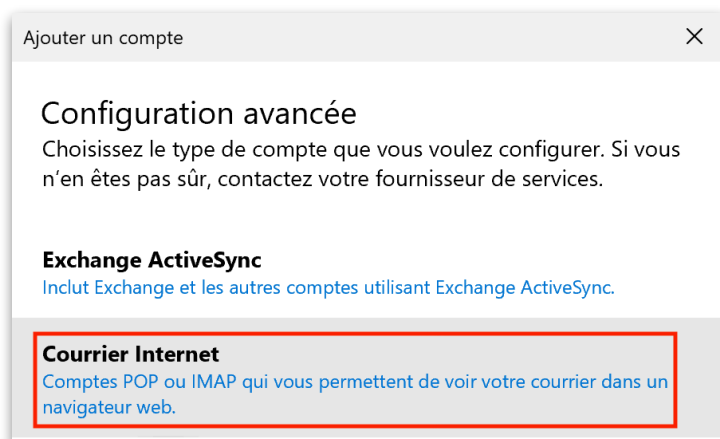 Ajouter un compte
Configuration avancée
Choisissez le type de compte que vous voulez configurer. Si vous
n’en êtes pas sûr, contactez votre fournisseur de services.
Exchange ActiveSync
Inclut Exchange et les autres comptes utilisant Exchange ActiveSync.
Courrier Internet
Comptes POP ou IMAP qui vous permettent de voir votre courrier dans un
navigateur web.